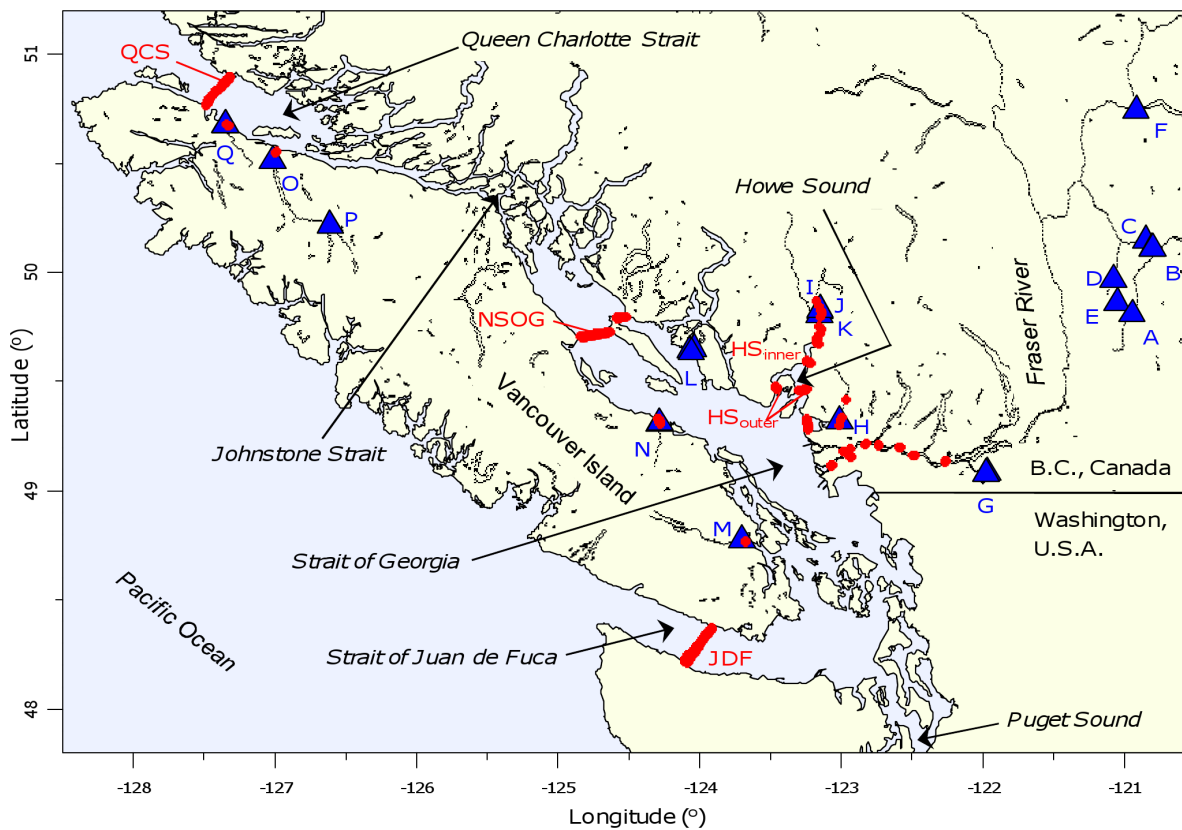 51
50
49
48
Latitude (º)
-128
-127
-126
-125
-124
-123
-122
-121
Longitude (º)
QCS
Queen Charlotte Strait
F
Q
O
P
Howe Sound
C
B
D
E
A
I
J
K
NSOG
HSinner
L
HSouter
H
Fraser River
Vancouver Island
Johnstone Strait
N
B.C., Canada
G
Washington,
U.S.A.
M
Strait of Georgia
Pacific Ocean
Strait of Juan de Fuca
JDF
Puget Sound